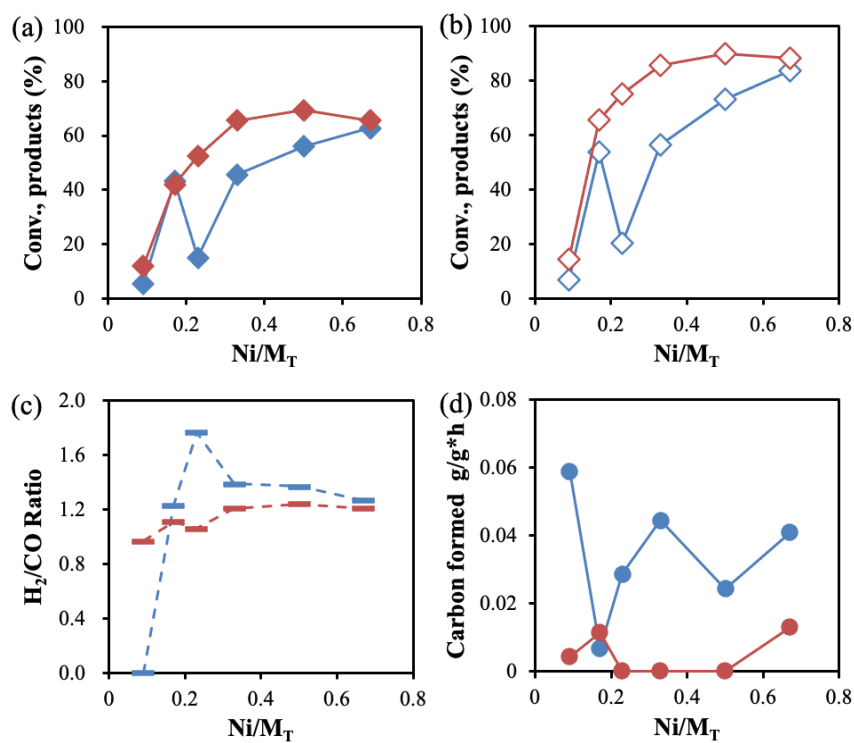 (a)
Conv., products (%)
100
80
60
40
20
0
0 0.2 0.4 0.6 0.8
Ni/M_T
(b)
Conv., products (%)
100
80
60
40
20
0
0 0.2 0.4 0.6 0.8
Ni/M_T
(c)
H₂/CO Ratio
2.0
1.6
1.2
0.8
0.4
0.0
0 0.2 0.4 0.6 0.8
Ni/M_T
(d)
Carbon formed g/g*h
0.08
0.06
0.04
0.02
0
0 0.2 0.4 0.6 0.8
Ni/M_T